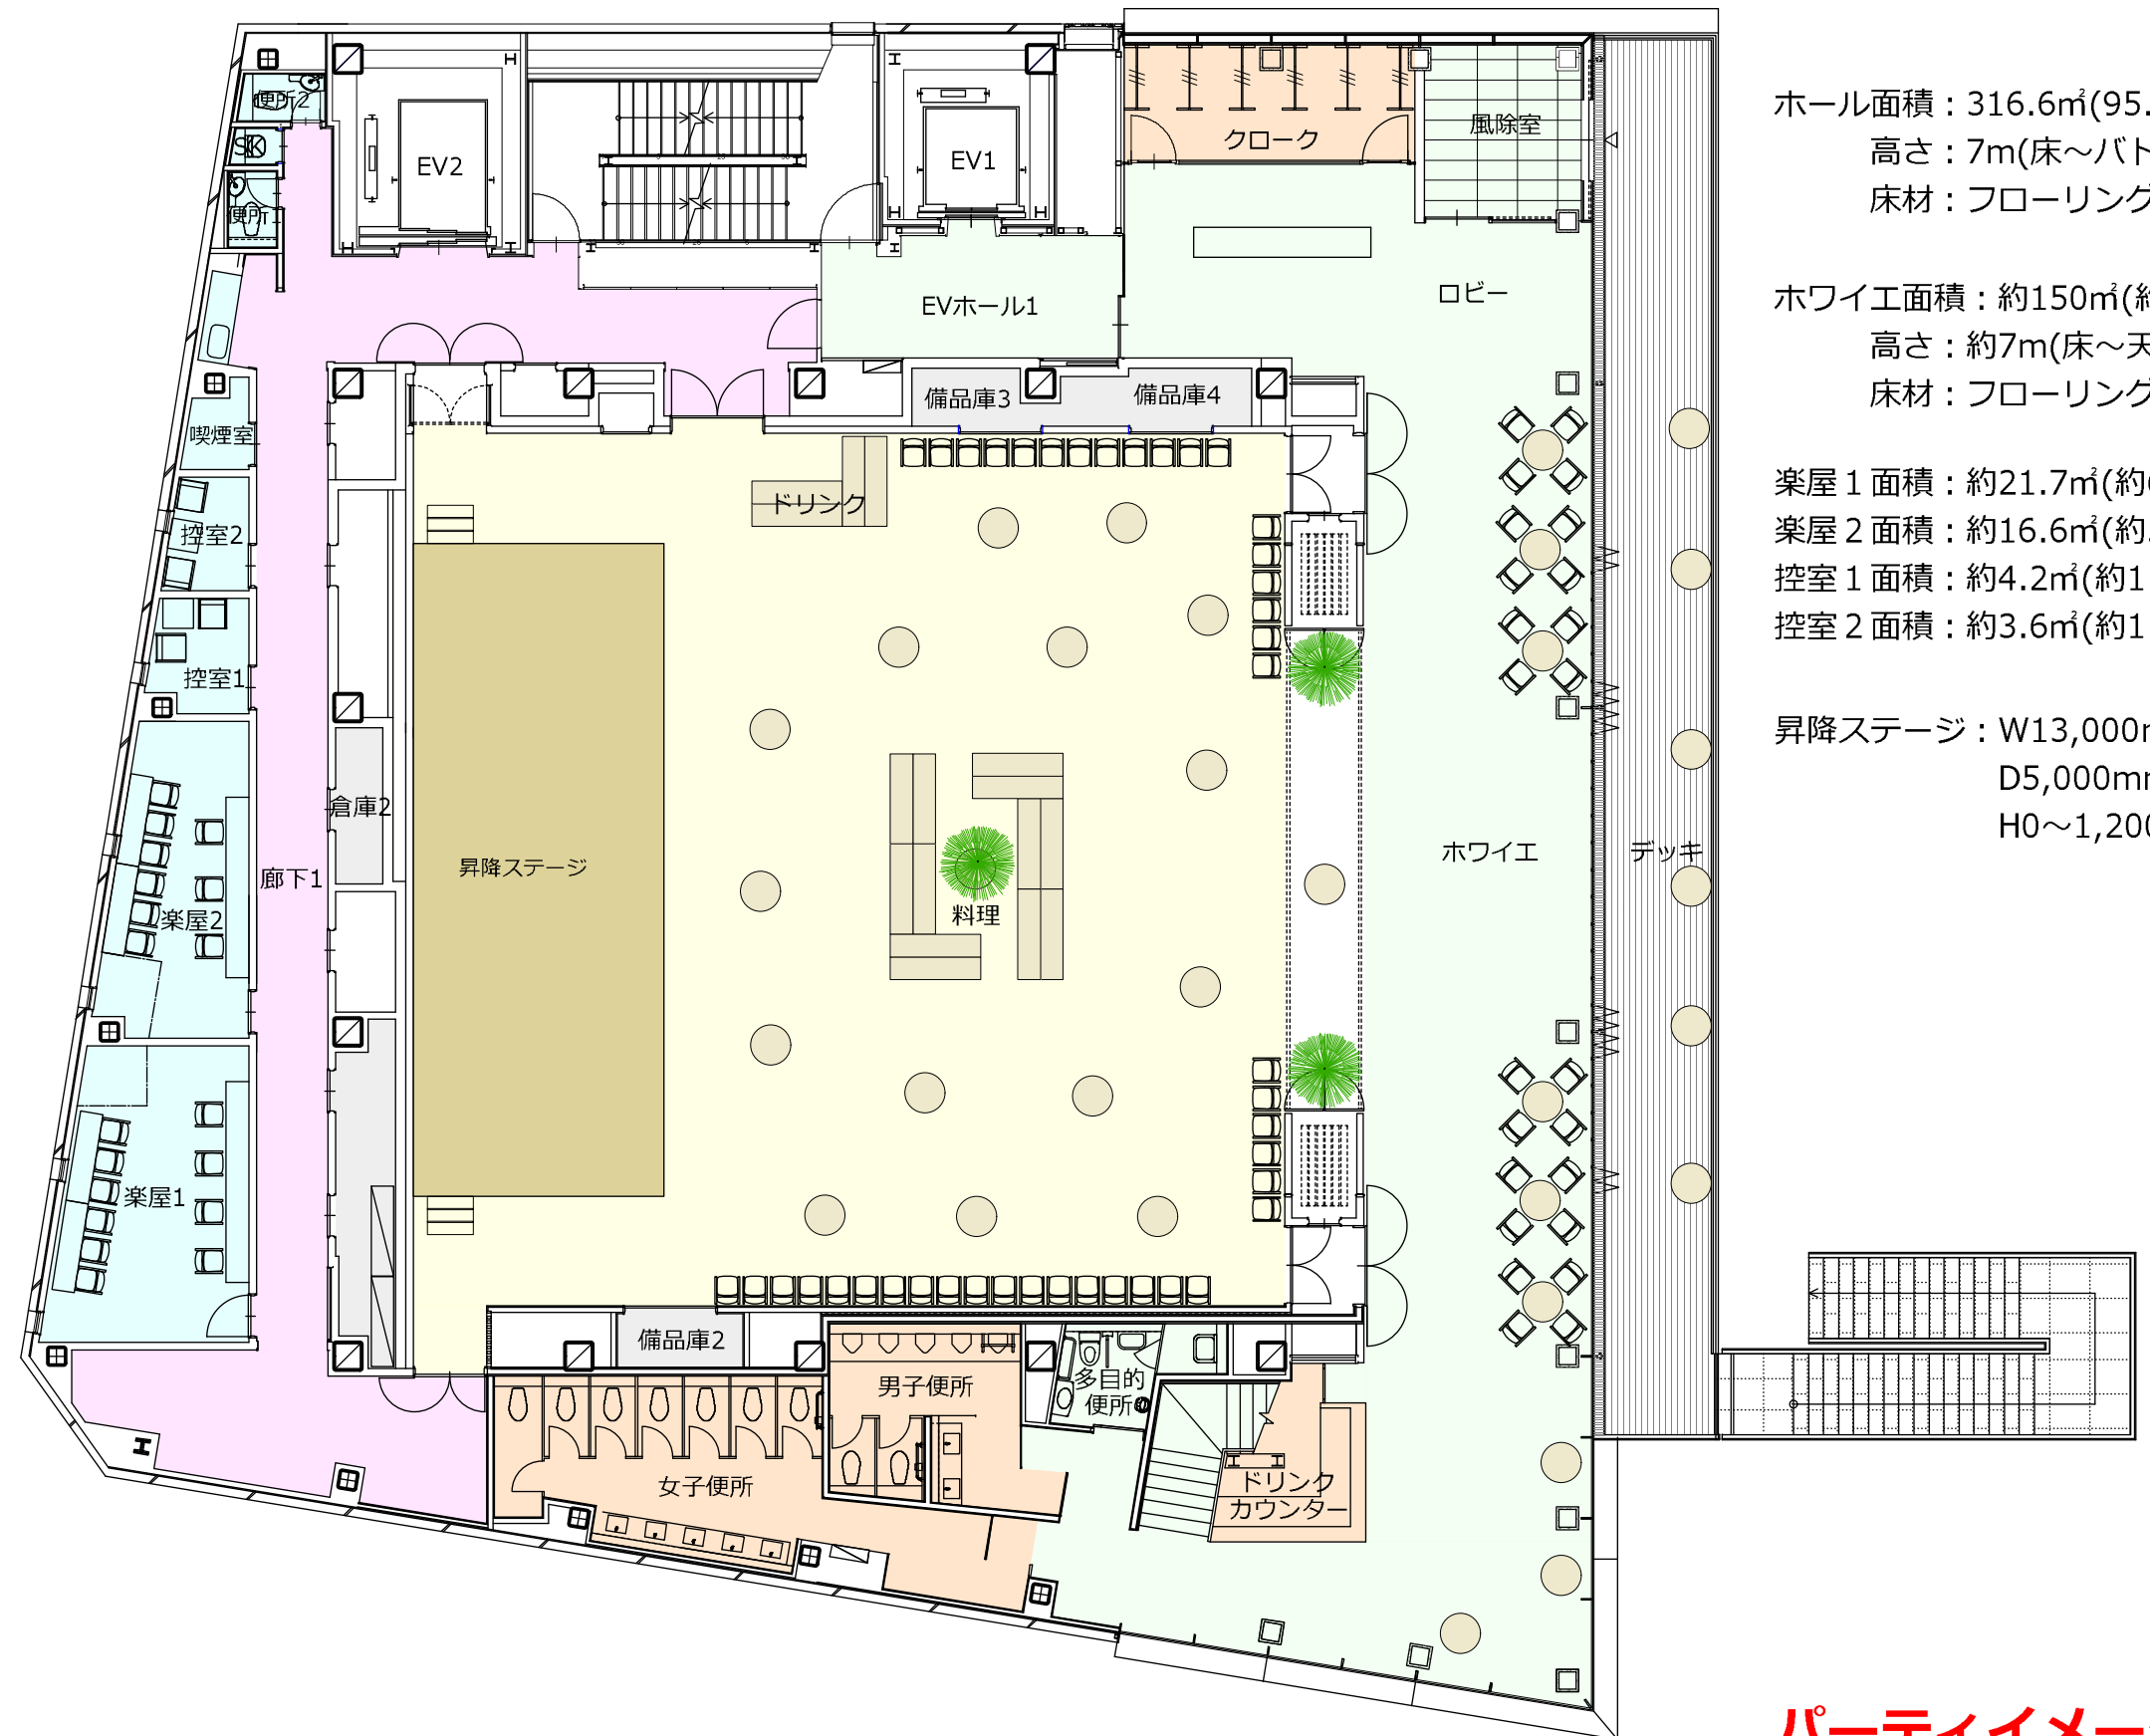 便所2
SK
便所
EV2
EV1
クローク
風除室
EVホール1
ロビー
備品庫3
備品庫4
喫煙室
控室2
控室1
ドリンク
倉庫2
廊下1
楽屋2
昇降ステージ
料理
ホワイエ
デッキ
楽屋1
備品庫2
男子便所
多目的
便所
女子便所
ドリンク
カウンター
ホール面積：316.6㎡(95.
高さ：7m(床～バト
床材：フローリング
ホワイエ面積：約150㎡(約
高さ：約7m(床～天
床材：フローリング
楽屋１面積：約21.7㎡(約6
楽屋２面積：約16.6㎡(約
控室１面積：約4.2㎡(約1
控室２面積：約3.6㎡(約1
昇降ステージ：W13,000m
D5,000mm
H0～1,200
パーティイメー